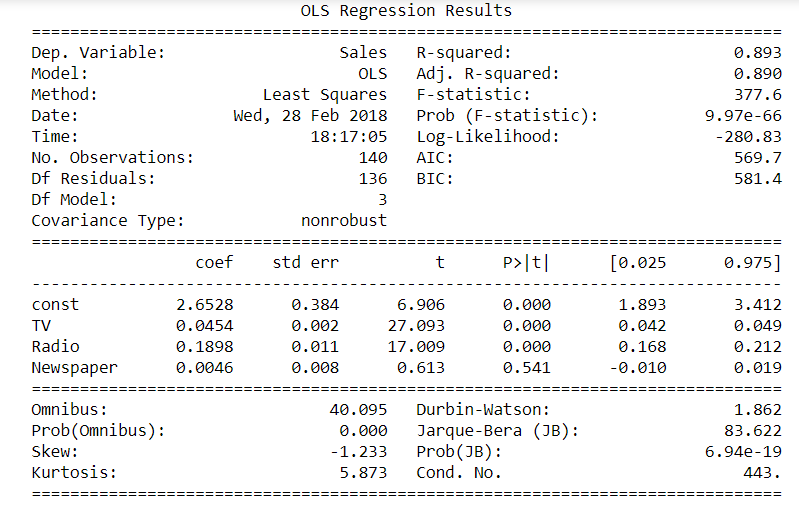 OLS Regression Results
==============================================================================
Dep. Variable:                  Sales   R-squared:                       0.893
Model:                            OLS   Adj. R-squared:                  0.890
Method:                 Least Squares   F-statistic:                     377.6
Date:                Wed, 28 Feb 2018   Prob (F-statistic):           9.97e-66
Time:                        18:17:05   Log-Likelihood:                -280.83
No. Observations:                 140   AIC:                             569.7
Df Residuals:                     136   BIC:                             581.4
Df Model:                           3
Covariance Type:            nonrobust
==============================================================================
                 coef    std err          t      P>|t|      [0.025      0.975]
------------------------------------------------------------------------------
const          2.6528      0.384      6.906      0.000       1.893       3.412
TV             0.0454      0.002     27.093      0.000       0.042       0.049
Radio          0.1898      0.011     17.009      0.000       0.168       0.212
Newspaper      0.0046      0.008      0.613      0.541      -0.010       0.019
==============================================================================
Omnibus:                       40.095   Durbin-Watson:                   1.862
Prob(Omnibus):                  0.000   Jarque-Bera (JB):               83.622
Skew:                          -1.233   Prob(JB):                     6.94e-19
Kurtosis:                       5.873   Cond. No.                         443.
==============================================================================